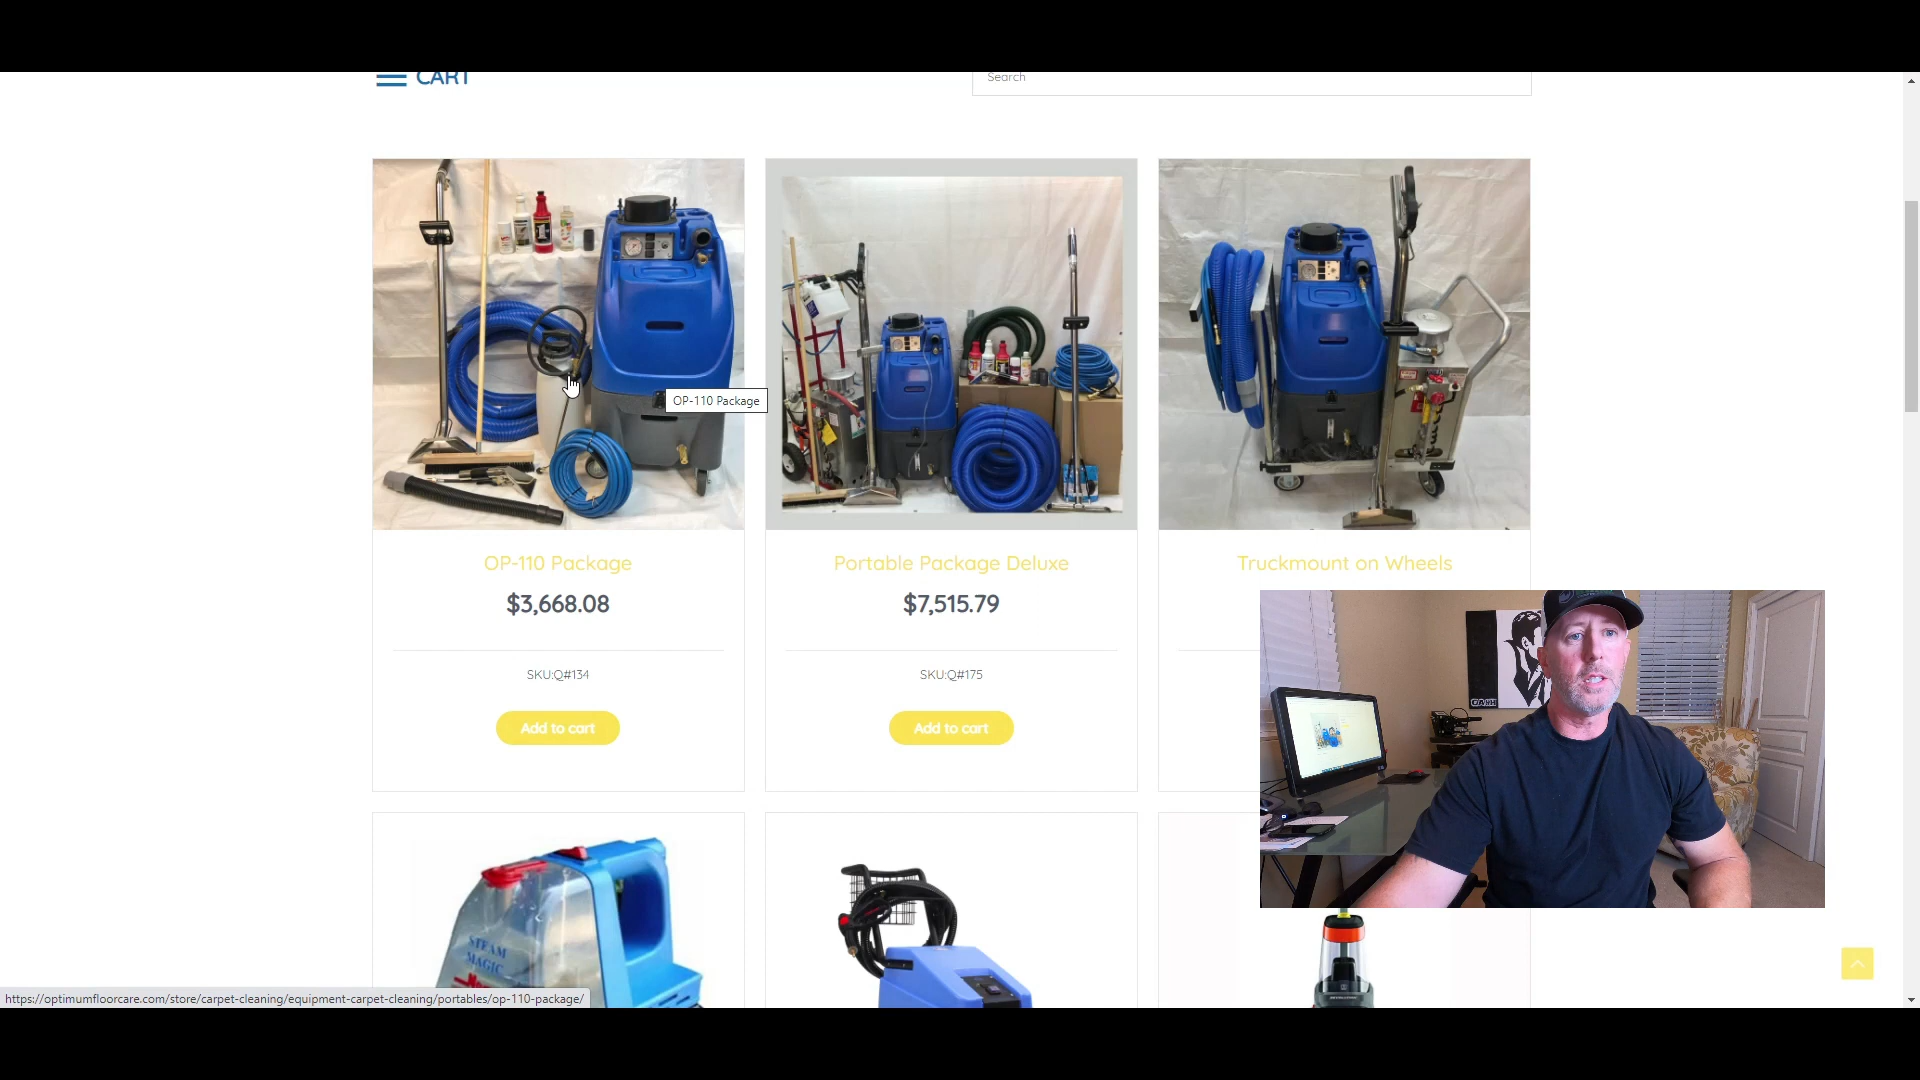 CART
Search
OP-110 Package
OP-110 Package
$3,668.08
SKU:Q#134
Add to cart
Portable Package Deluxe
$7,515.79
SKU:Q#175
Add to cart
Truckmount on Wheels
STEAM
MAGIC
https://optimumfloorcare.com/store/carpet-cleaning/equipment-carpet-cleaning/portables/op-110-package/